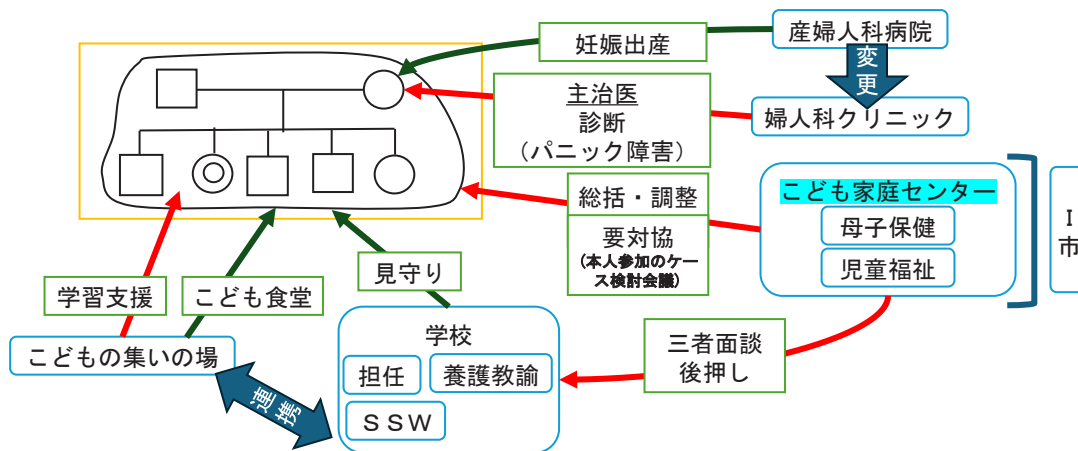 妊娠出産
産婦人科病院
変更
主治医
診断
（パニック障害）
婦人科クリニック
総括・調整
要対協
（本人参加のケー
ス検討会議）
こども家庭センター
母子保健
児童福祉
I
市
学習支援
こども食堂
見守り
こどもの集いの場
連携
学校
担任
養護教諭
ＳＳＷ
三者面談
後押し